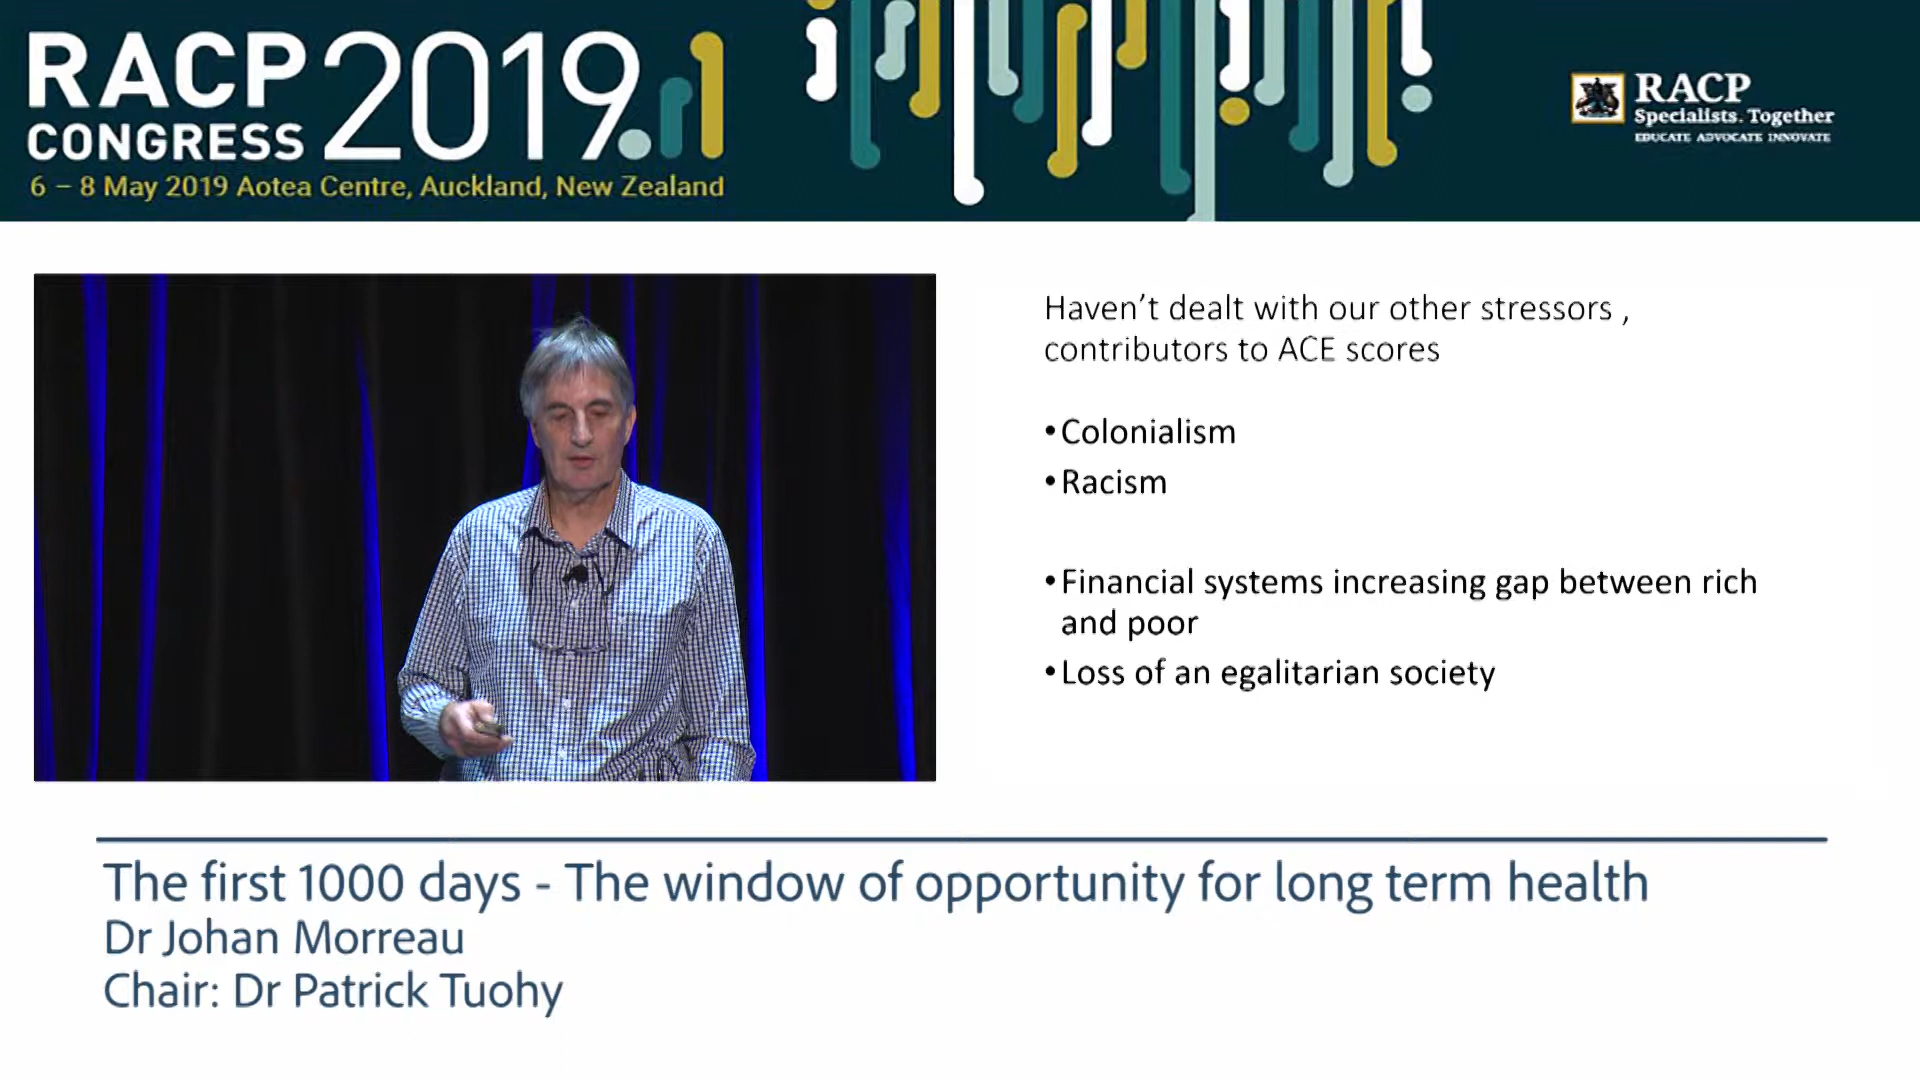 RACP
CONGRESS
2019
6 – 8 May 2019 Aotea Centre, Auckland, New Zealand
RACP
Specialists. Together
EDUCATE ADVOCATE INNOVATE
Haven't dealt with our other stressors ,
contributors to ACE scores
•Colonialism
•Racism
•Financial systems increasing gap between rich
and poor
•Loss of an egalitarian society
The first 1000 days - The window of opportunity for long term health
Dr Johan Morreau
Chair: Dr Patrick Tuohy